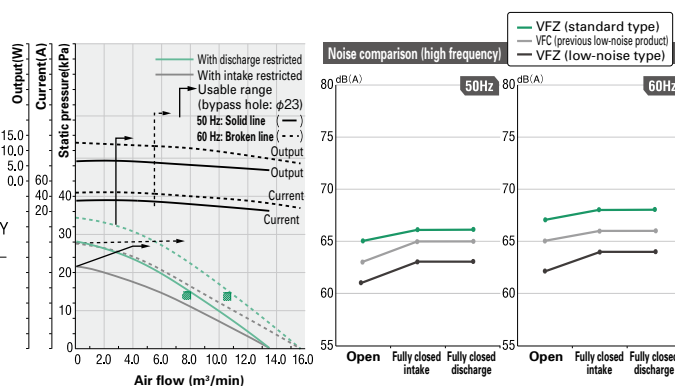 VFZ (standard type)
VFC (previous low-noise product)
VFZ (low-noise type)
Noise comparison (high frequency)
Output(W)
Current(A)
Static pressure(kPa)
With discharge restricted
With intake restricted
Usable range
(bypass hole: φ23)
50 Hz: Solid line ( — )
60 Hz: Broken line ( --- )
Output
Output
Current
Current
15.0
10.0
5.0
0.0
60
40
20
40
30
20
10
0
0 2.0 4.0 6.0 8.0 10.0 12.0 14.0 16.0
Air flow (m³/min)
Y
dB(A)
50Hz
80
75
70
65
60
55
Open
Fully closed intake
Fully closed discharge
dB(A)
60Hz
80
75
70
65
60
55
Open
Fully closed intake
Fully closed discharge